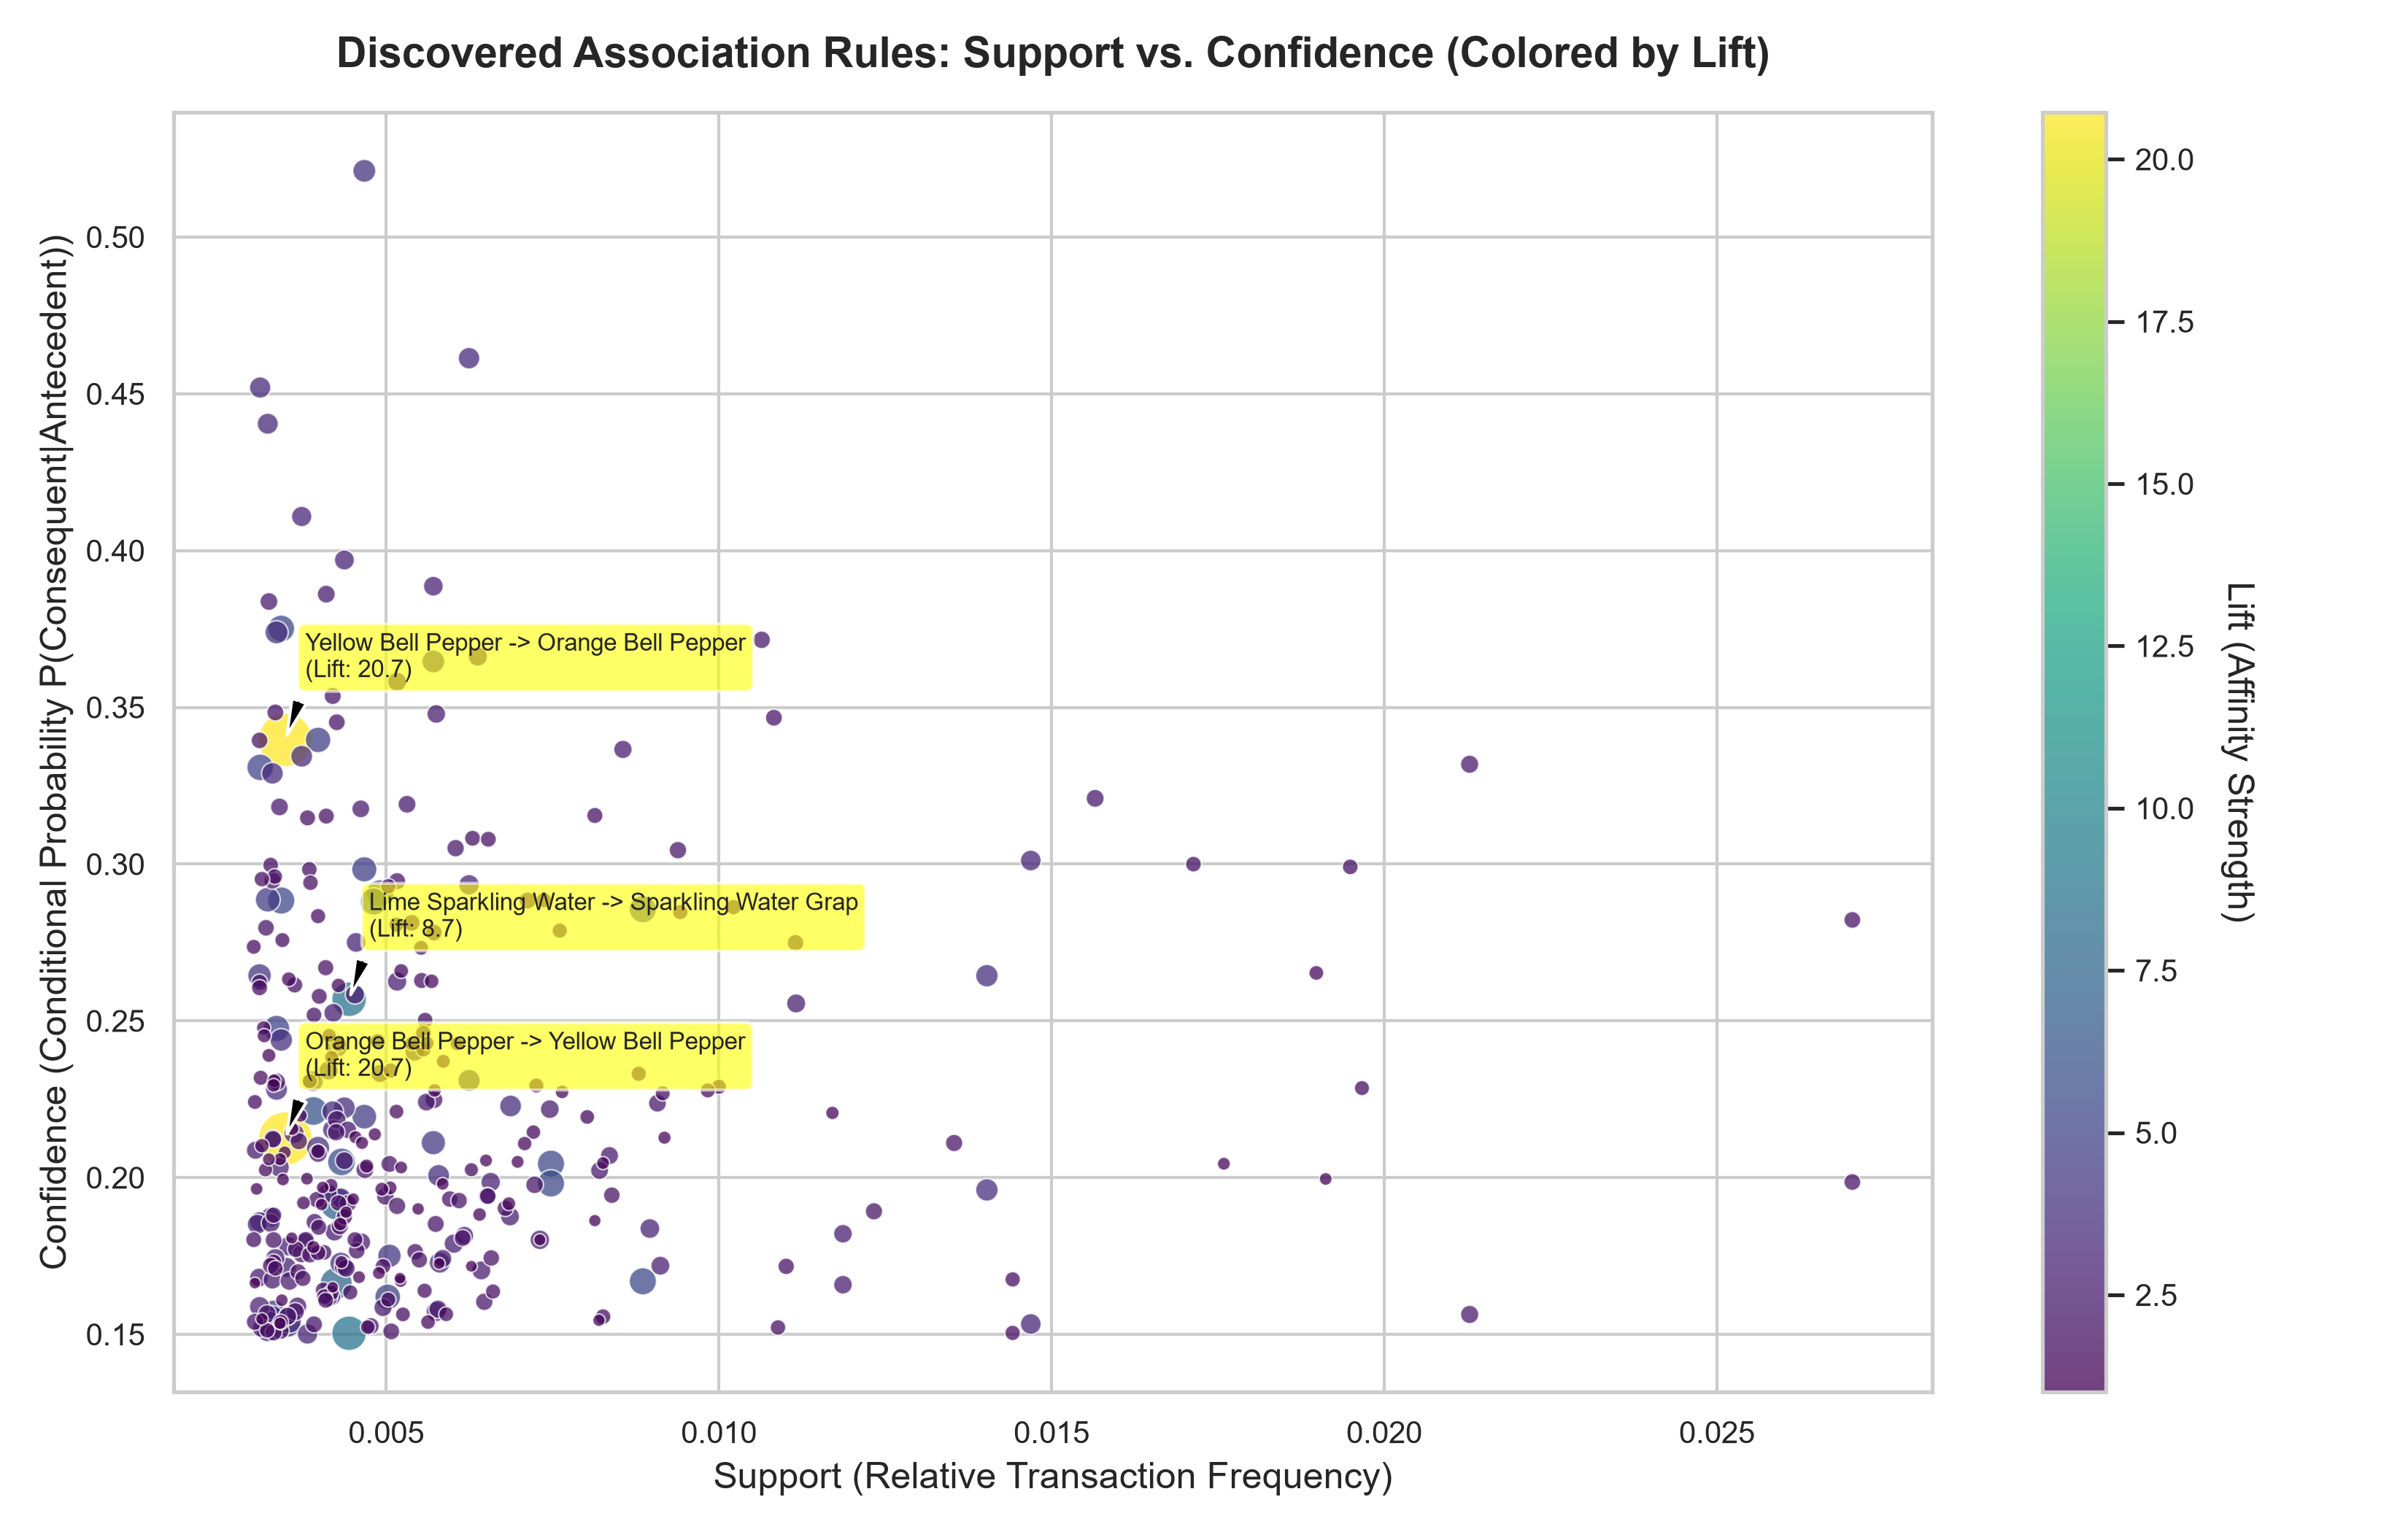 Discovered Association Rules: Support vs. Confidence (Colored by Lift)
Confidence (Conditional Probability P(Consequent|Antecedent))
0.50
0.45
0.40
0.35
0.30
0.25
0.20
0.15
Yellow Bell Pepper -> Orange Bell Pepper
(Lift: 20.7)
Lime Sparkling Water -> Sparkling Water Grap
(Lift: 8.7)
Orange Bell Pepper -> Yellow Bell Pepper
(Lift: 20.7)
0.005
0.010
0.015
0.020
0.025
Support (Relative Transaction Frequency)
20.0
17.5
15.0
12.5
10.0
7.5
5.0
2.5
Lift (Affinity Strength)